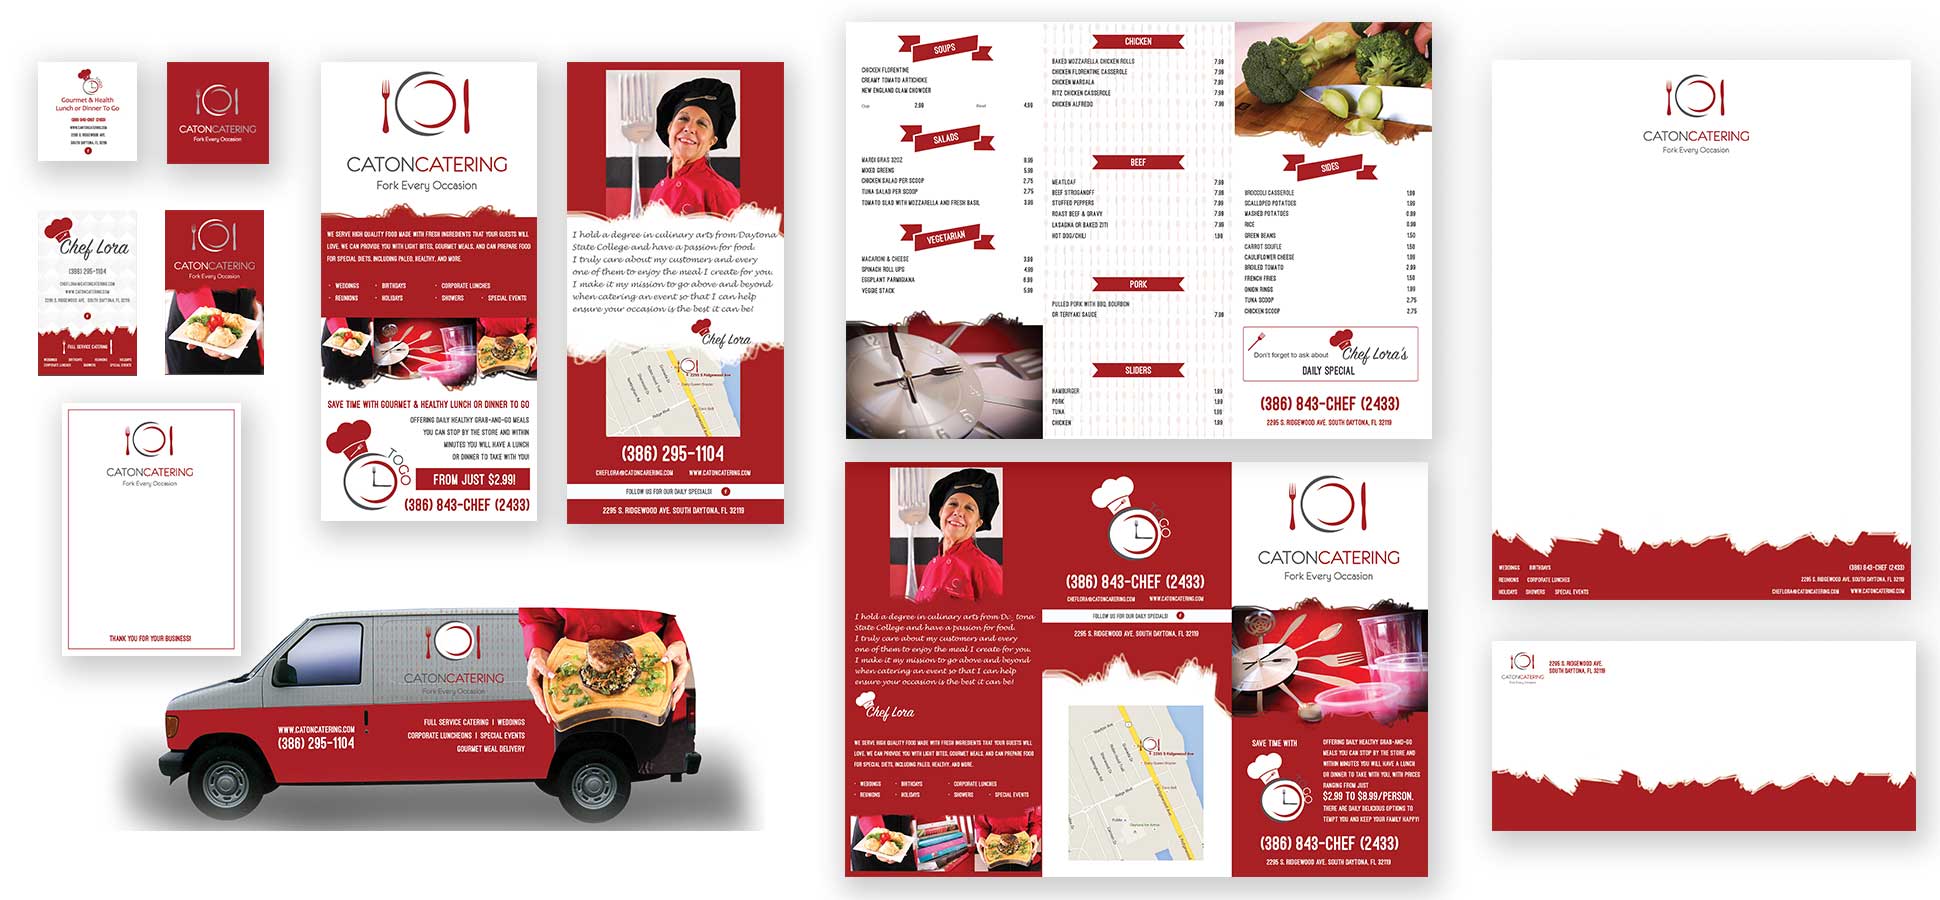 Gourmet & Health
Lunch or Dinner To Go
(386) 843-CHEF (2433)
WWW.CATONCATERING.COM
2295 S. RIDGEWOOD AVE.
SOUTH DAYTONA, FL 32119
CATONCATERING
Fork Every Occasion
Chef Lora
(386) 295-1104
CHEFLORA@CATONCATERING.COM
WWW.CATONCATERING.COM
2295 S. RIDGEWOOD AVE., SOUTH DAYTONA, FL 32119
FULL SERVICE CATERING
WEDDINGS BIRTHDAYS REUNIONS HOLIDAYS
CORPORATE LUNCHES SHOWERS SPECIAL EVENTS
CATONCATERING
Fork Every Occasion
CATONCATERING
Fork Every Occasion
THANK YOU FOR YOUR BUSINESS!
CATONCATERING
Fork Every Occasion
WE SERVE HIGH QUALITY FOOD MADE WITH FRESH INGREDIENTS THAT YOUR GUESTS WILL
LOVE. WE CAN PROVIDE YOU WITH LIGHT BITES, GOURMET MEALS, AND CAN PREPARE FOOD
FOR SPECIAL DIETS, INCLUDING PALEO, HEALTHY, AND MORE.
· WEDDINGS · BIRTHDAYS · CORPORATE LUNCHES
· REUNIONS · HOLIDAYS · SHOWERS · SPECIAL EVENTS
SAVE TIME WITH GOURMET & HEALTHY LUNCH OR DINNER TO GO
OFFERING DAILY HEALTHY GRAB-AND-GO MEALS
YOU CAN STOP BY THE STORE AND WITHIN
MINUTES YOU WILL HAVE A LUNCH
OR DINNER TO TAKE WITH YOU!
TO GO
FROM JUST $2.99!
(386) 843-CHEF (2433)
I hold a degree in culinary arts from Daytona
State College and have a passion for food.
I truly care about my customers and every
one of them to enjoy the meal I create for you.
I make it my mission to go above and beyond
when catering an event so that I can help
ensure your occasion is the best it can be!
Chef Lora
2295 S Ridgewood Ave
(386) 295-1104
CHEFLORA@CATONCARERING.COM WWW.CATONCATERING.COM
FOLLOW US FOR OUR DAILY SPECIALS!
2295 S. RIDGEWOOD AVE. SOUTH DAYTONA, FL 32119
CATONCATERING
Fork Every Occasion
WWW.CATONCATERING.COM
(386) 295-1104
FULL SERVICE CATERING | WEDDINGS
CORPORATE LUNCHEONS | SPECIAL EVENTS
GOURMET MEAL DELIVERY
SOUPS
CHICKEN FLORENTINE
CREAMY TOMATO ARTICHOKE
NEW ENGLAND CLAM CHOWDER
Cup 2.99 Bowl 4.99
SALADS
MARDI GRAS 32OZ 8.99
MIXED GREENS 5.99
CHICKEN SALAD PER SCOOP 2.75
TUNA SALAD PER SCOOP 2.75
TOMATO SLAD WITH MOZZARELLA AND FRESH BASIL 3.99
VEGETARIAN
MACARONI & CHEESE 3.99
SPINACH ROLL UPS 4.99
EGGPLANT PARMIGIANA 6.99
VEGGIE STACK 5.99
CHICKEN
BAKED MOZZARELLA CHICKEN ROLLS 7.99
CHICKEN FLORENTINE CASSEROLE 7.99
CHICKEN MARSALA 7.99
RITZ CHICKEN CASSEROLE 7.99
CHICKEN ALFREDO 7.99
BEEF
MEATLOAF 7.99
BEEF STROGANOFF 7.99
STUFFED PEPPERS 7.99
ROAST BEEF & GRAVY 7.99
LASAGNA OR BAKED ZITI 7.99
HOT DOG/CHILI 1.99
PORK
PULLED PORK WITH BBQ, BOURBON
OR TERIYAKI SAUCE 7.99
SLIDERS
HAMBURGER 1.99
PORK 1.99
TUNA 1.99
CHICKEN 1.99
SIDES
BROCCOLI CASSEROLE 1.99
SCALLOPED POTATOES 1.99
MASHED POTATOES 0.99
RICE 0.99
GREEN BEANS 1.50
CARROT SOUFLE 1.50
CAULIFLOWER CHEESE 1.99
BROILED TOMATO 2.99
FRENCH FRIES 1.50
ONION RINGS 1.99
TUNA SCOOP 2.75
CHICKEN SCOOP 2.75
Don't forget to ask about Chef Lora's
DAILY SPECIAL
(386) 843-CHEF (2433)
2295 S. RIDGEWOOD AVE. SOUTH DAYTONA, FL 32119
I hold a degree in culinary arts from
State College and have a passion for food.
I truly care about my customers and every
one of them to enjoy the meal I create for you.
I make it my mission to go above and beyond
when catering an event so that I can help
ensure your occasion is the best it can be!
Chef Lora
WE SERVE HIGH QUALITY FOOD MADE WITH FRESH INGREDIENTS THAT YOUR GUESTS WILL
LOVE. WE CAN PROVIDE YOU WITH LIGHT BITES, GOURMET MEALS, AND CAN PREPARE FOOD
FOR SPECIAL DIETS, INCLUDING PALEO, HEALTHY, AND MORE.
· WEDDINGS · BIRTHDAYS · CORPORATE LUNCHES
· REUNIONS · HOLIDAYS · SHOWERS · SPECIAL EVENTS
TO GO
(386) 843-CHEF (2433)
CHEFLORA@CATONCARERING.COM WWW.CATONCATERING.COM
FOLLOW US FOR OUR DAILY SPECIALS!
2295 S. RIDGEWOOD AVE. SOUTH DAYTONA, FL 32119
2295 S Ridgewood Ave
CATONCATERING
Fork Every Occasion
SAVE TIME WITH
TO GO
OFFERING DAILY HEALTHY GRAB-AND-GO
MEALS YOU CAN STOP BY THE STORE AND
WITHIN MINUTES YOU WILL HAVE A LUNCH
OR DINNER TO TAKE WITH YOU, WITH PRICES
RANGING FROM JUST
$2.99 TO $8.99/PERSON.
THERE ARE DAILY DELICIOUS OPTIONS TO
TEMPT YOU AND KEEP YOUR FAMILY HAPPY!
(386) 843-CHEF (2433)
2295 S. RIDGEWOOD AVE. SOUTH DAYTONA, FL 32119
CATONCATERING
Fork Every Occasion
WEDDINGS BIRTHDAYS
REUNIONS CORPORATE LUNCHES
HOLIDAYS SHOWERS SPECIAL EVENTS
(386) 843-CHEF (2433)
2295 S. RIDGEWOOD AVE, SOUTH DAYTONA, FL 32119
CHEFLORA@CATONCATERING.COM WWW.CATONCATERING.COM
CATONCATERING
Fork Every Occasion
2295 S. RIDGEWOOD AVE.
SOUTH DAYTONA, FL 32119